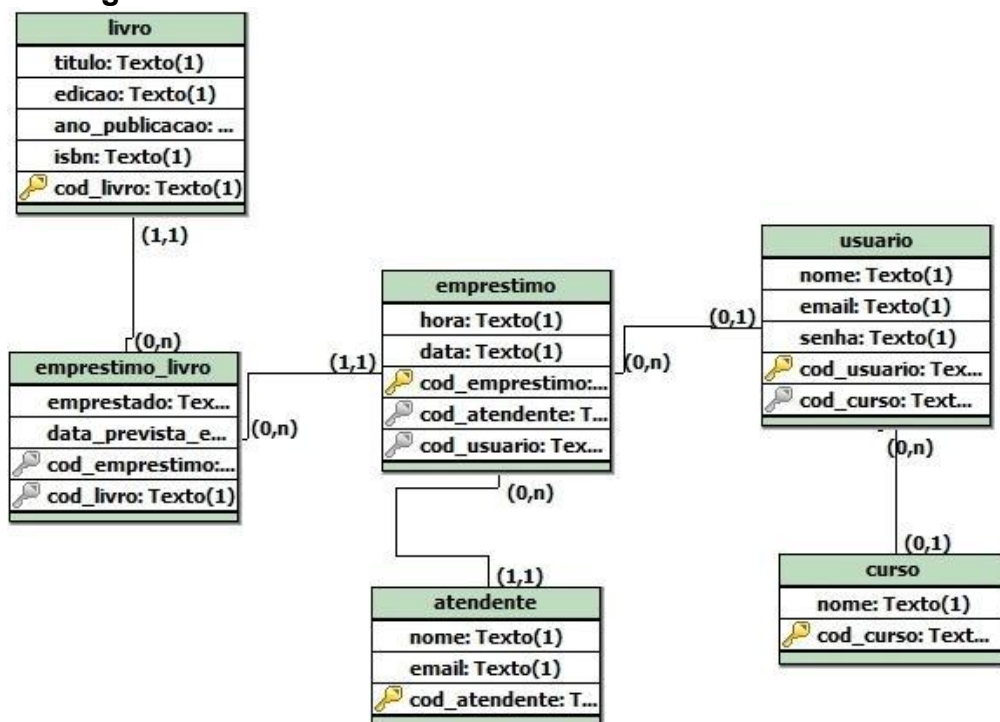 livro
titulo: Texto(1)
edicao: Texto(1)
ano_publicacao: ...
isbn: Texto(1)
cod_livro: Texto(1)
(1,1)
(0,n)
emprestimo_livro
emprestado: Tex...
data_prevista_e...
cod_emprestimo:...
cod_livro: Texto(1)
(0,n)
(1,1)
emprestimo
hora: Texto(1)
data: Texto(1)
cod_emprestimo:...
cod_atendente: T...
cod_usuario: Tex...
(0,n)
(0,1)
usuario
nome: Texto(1)
email: Texto(1)
senha: Texto(1)
cod_usuario: Tex...
cod_curso: Text...
(0,n)
(0,n)
(1,1)
atendente
nome: Texto(1)
email: Texto(1)
cod_atendente: T...
(0,1)
curso
nome: Texto(1)
cod_curso: Text...